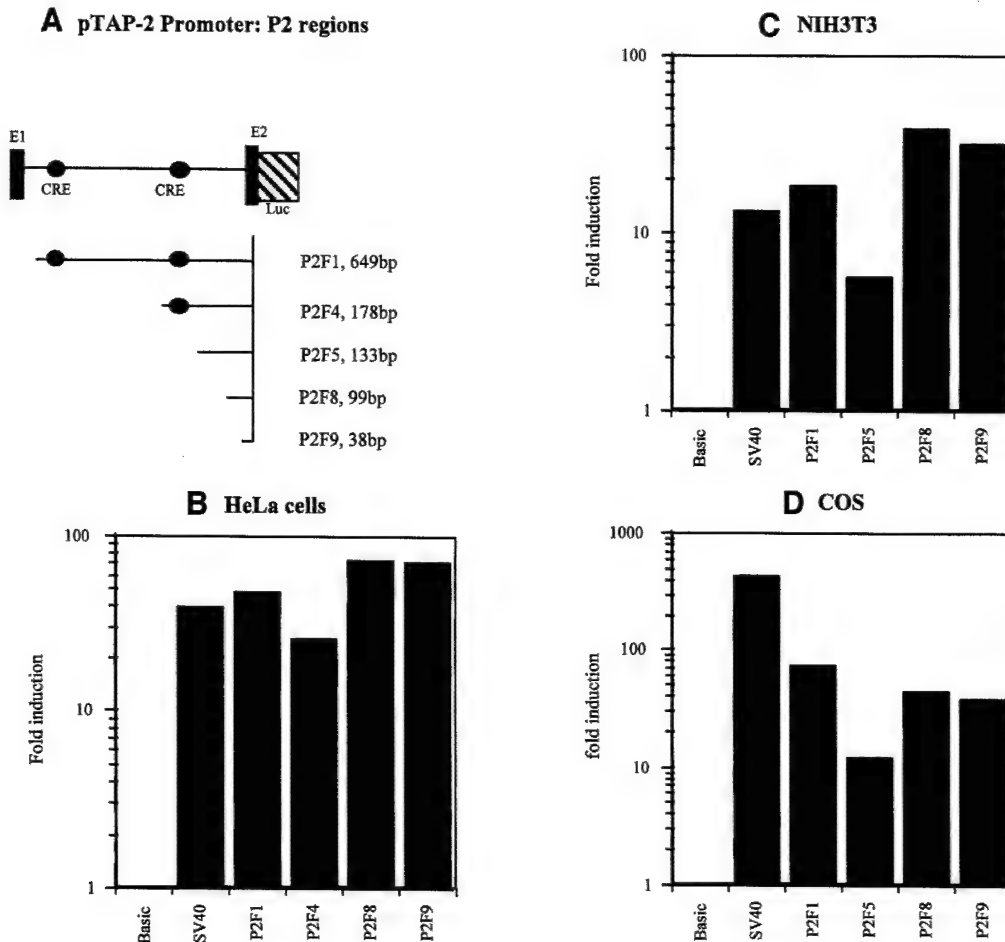 A pTAP-2 Promoter: P2 regions
E1
E2
CRE
CRE
Luc
P2F1, 649bp
P2F4, 178bp
P2F5, 133bp
P2F8, 99bp
P2F9, 38bp
B HeLa cells
Fold induction
100
10
1
Basic
SV40
P2F1
P2F4
P2F8
P2F9
C NIH3T3
Fold induction
100
10
1
Basic
SV40
P2F1
P2F5
P2F8
P2F9
D COS
fold induction
1000
100
10
1
Basic
SV40
P2F1
P2F5
P2F8
P2F9